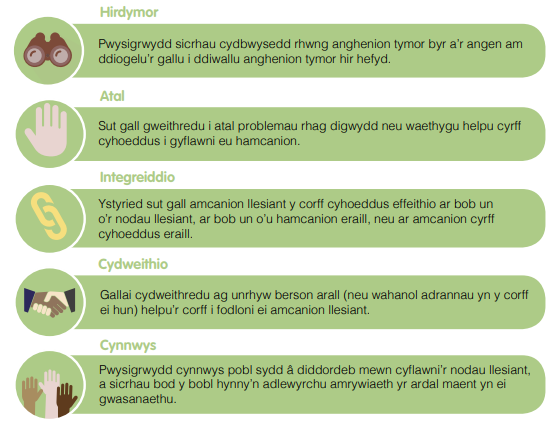 Hirdymor
Pwysigrwydd sicrhau cydbwysedd rhwng anghenion tymor byr a'r angen am
ddiogelu'r gallu i ddiwallu anghenion tymor hir hefyd.
Atal
Sut gall gweithredu i atal problemau rhag digwydd neu waethygu helpu cyrff
cyhoeddus i gyflawni eu hamcanion.
Integreiddio
Ystyried sut gall amcanion llesiant y corff cyhoeddus effeithio ar bob un
o'r nodau llesiant, ar bob un o'u hamcanion eraill, neu ar amcanion cyrff
cyhoeddus eraill.
Cydweithio
Gallai cydweithredu ag unrhyw berson arall (neu wahanol adrannau yn y corff
ei hun) helpu'r corff i fodloni ei amcanion llesiant.
Cynnwys
Pwysigrwydd cynnwys pobl sydd â diddordeb mewn cyflawni'r nodau llesiant,
a sicrhau bod y bobl hynny'n adlewyrchu amrywiaeth yr ardal maent yn ei
gwasanaethu.